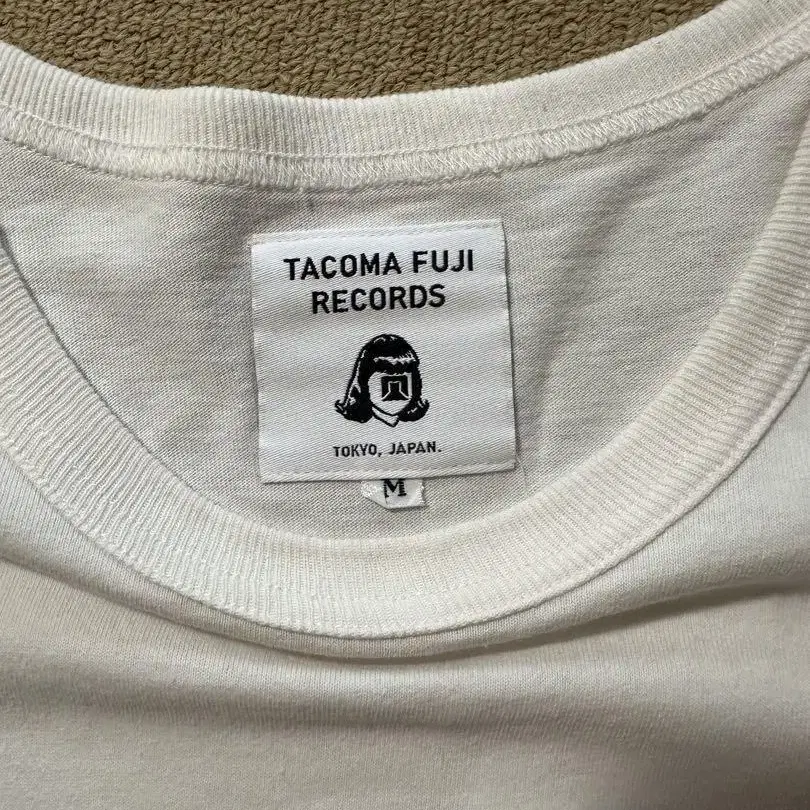 TACOMA FUJI
RECORDS
TOKYO, JAPAN.
M